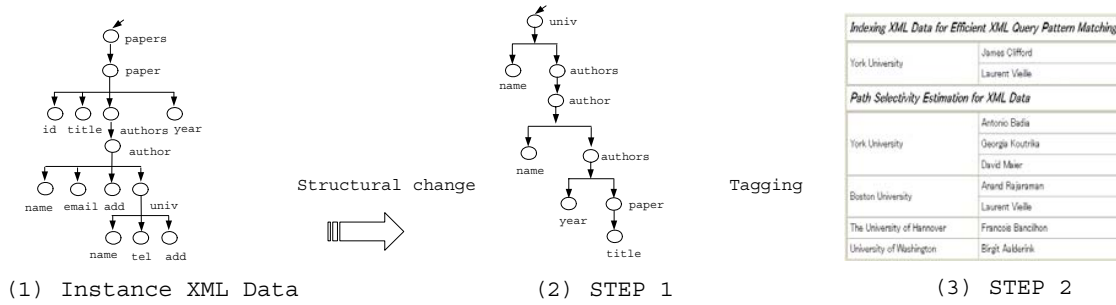 papers
paper
id title authors year
author
name email add univ
name tel add
(1) Instance XML Data
Structural change
univ
name authors
author
name authors
year paper
title
(2) STEP 1
Tagging
Indexing XML Data for Efficient XML Query Pattern Matching
York University
James Clifford
Laurent Vieille
Path Selectivity Estimation for XML Data
York University
Antonio Badia
Georgia Koutrika
David Maier
Boston University
Anand Rajaraman
Laurent Vieille
The University of Hannover
Francois Bancilhon
University of Washington
Birgit Aalderink
(3) STEP 2